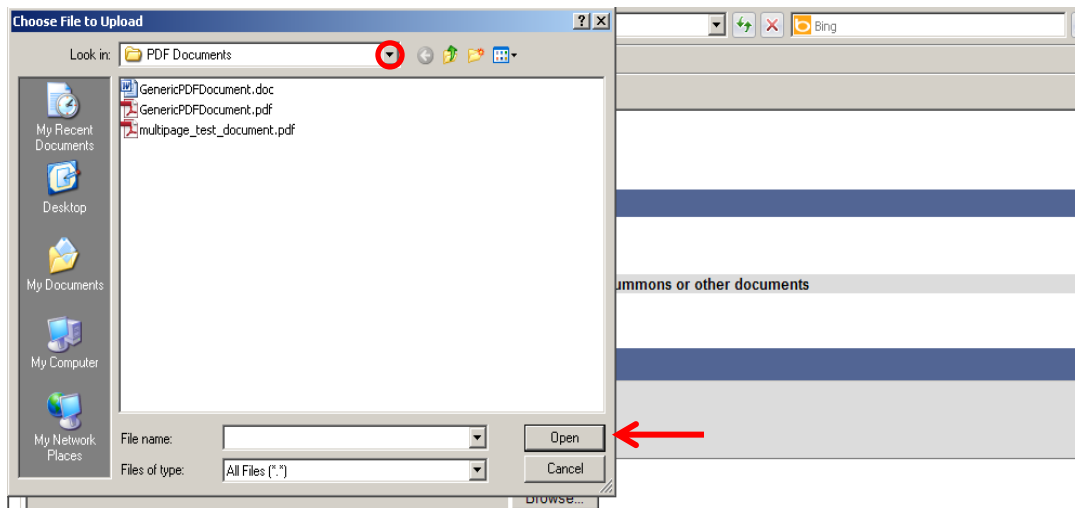 Choose File to Upload
Bing
Look in:
PDF Documents
GenericPDFDocument.doc
GenericPDFDocument.pdf
multipage_test_document.pdf
My Recent
Documents
Desktop
My Documents
My Computer
My Network
Places
ummons or other documents
File name:
Open
Files of type:
All Files (*.*)
Cancel
Browse...